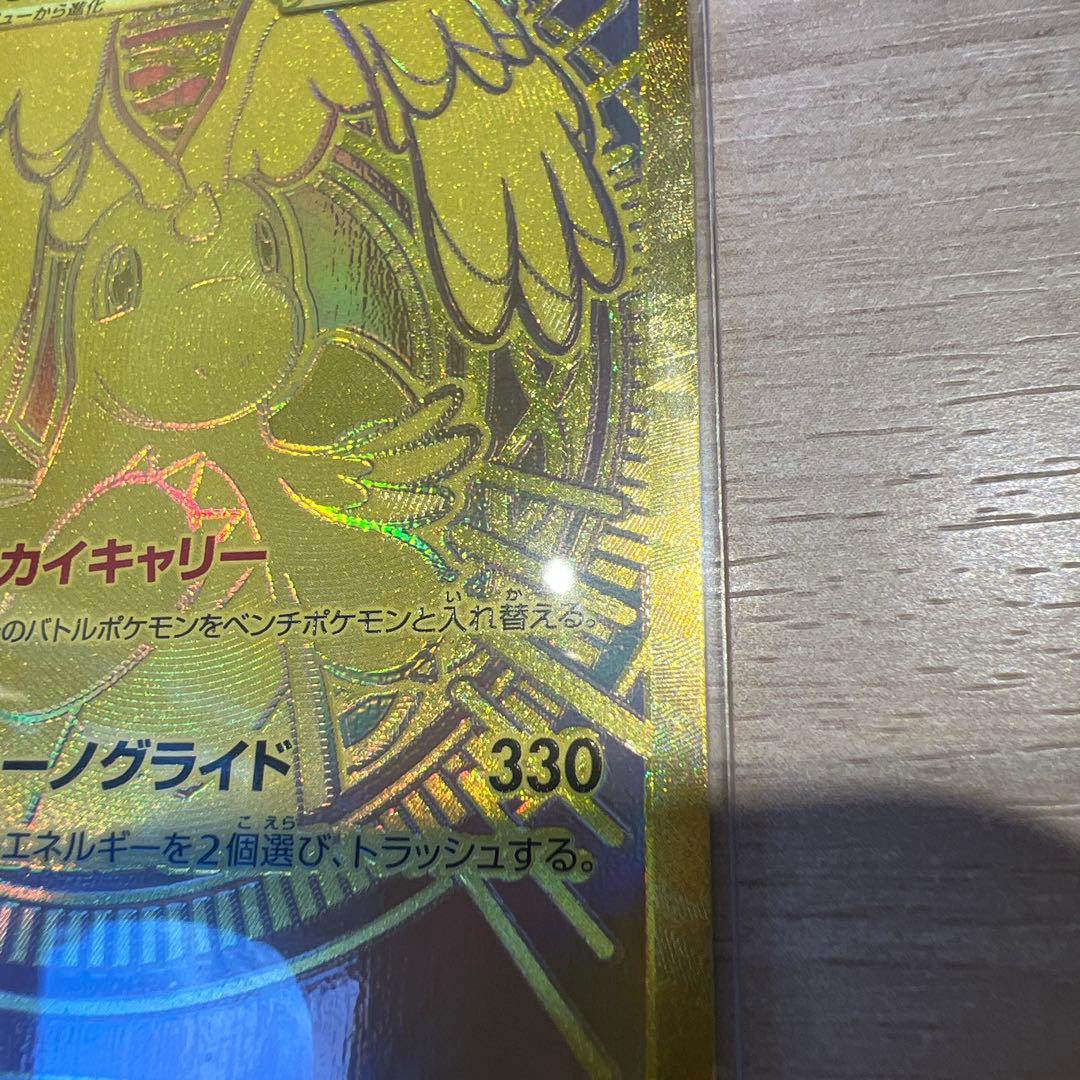 ューから進化
カイキャリー
のバトルポケモンをベンチポケモンと入れ替える。
ーノグライド 330
エネルギーを2個選び、トラッシュする。